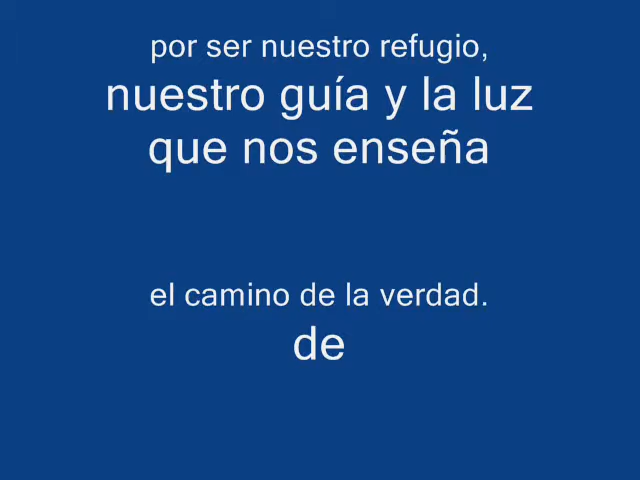 por ser nuestro refugio,
nuestro guía y la luz
que nos enseña
el camino de la verdad.
de